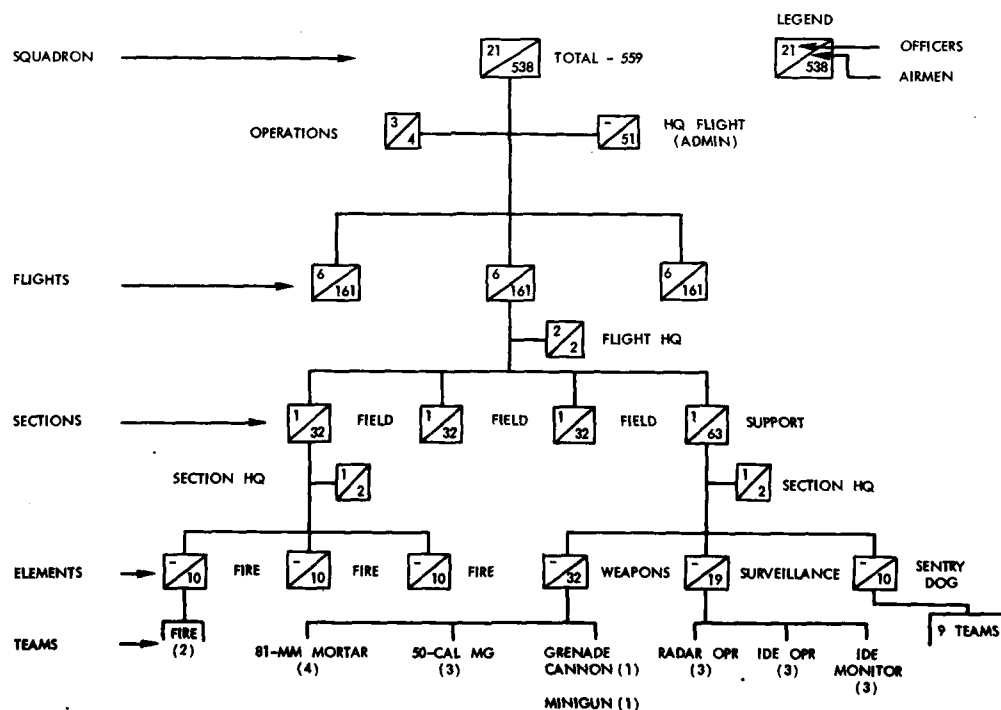 LEGEND
SQUADRON
21
538
TOTAL - 559
21
538
OFFICERS
AIRMEN
OPERATIONS
3
4
-
51
HQ FLIGHT
(ADMIN)
FLIGHTS
6
161
6
161
6
161
2
2
FLIGHT HQ
SECTIONS
1
32
FIELD
1
32
FIELD
1
32
FIELD
1
63
SUPPORT
SECTION HQ
1
2
1
2
SECTION HQ
ELEMENTS
-
10
FIRE
-
10
FIRE
-
10
FIRE
-
32
WEAPONS
-
19
SURVEILLANCE
-
10
SENTRY
DOG
TEAMS
FIRE
(2)
81-MM MORTAR
(4)
50-CAL MG
(3)
GRENADE
CANNON (1)
MINIGUN (1)
RADAR OPR
(3)
IDE OPR
(3)
IDE
MONITOR
(3)
9 TEAMS